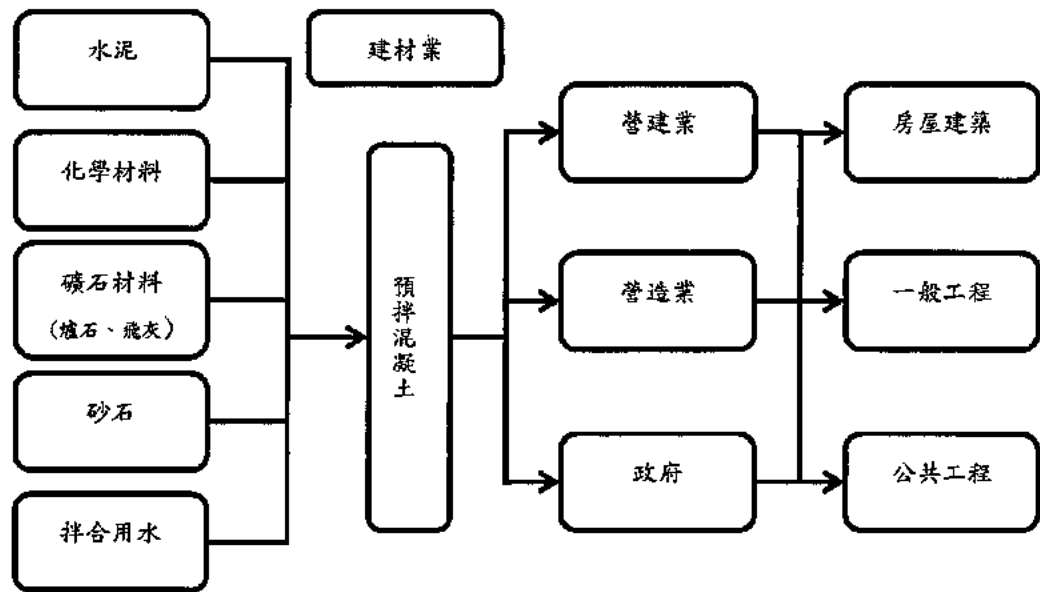 水泥
化學材料
礦石材料
(爐石、飛灰)
砂石
拌合用水
建材業
預拌混凝土
營建業
營造業
政府
房屋建築
一般工程
公共工程